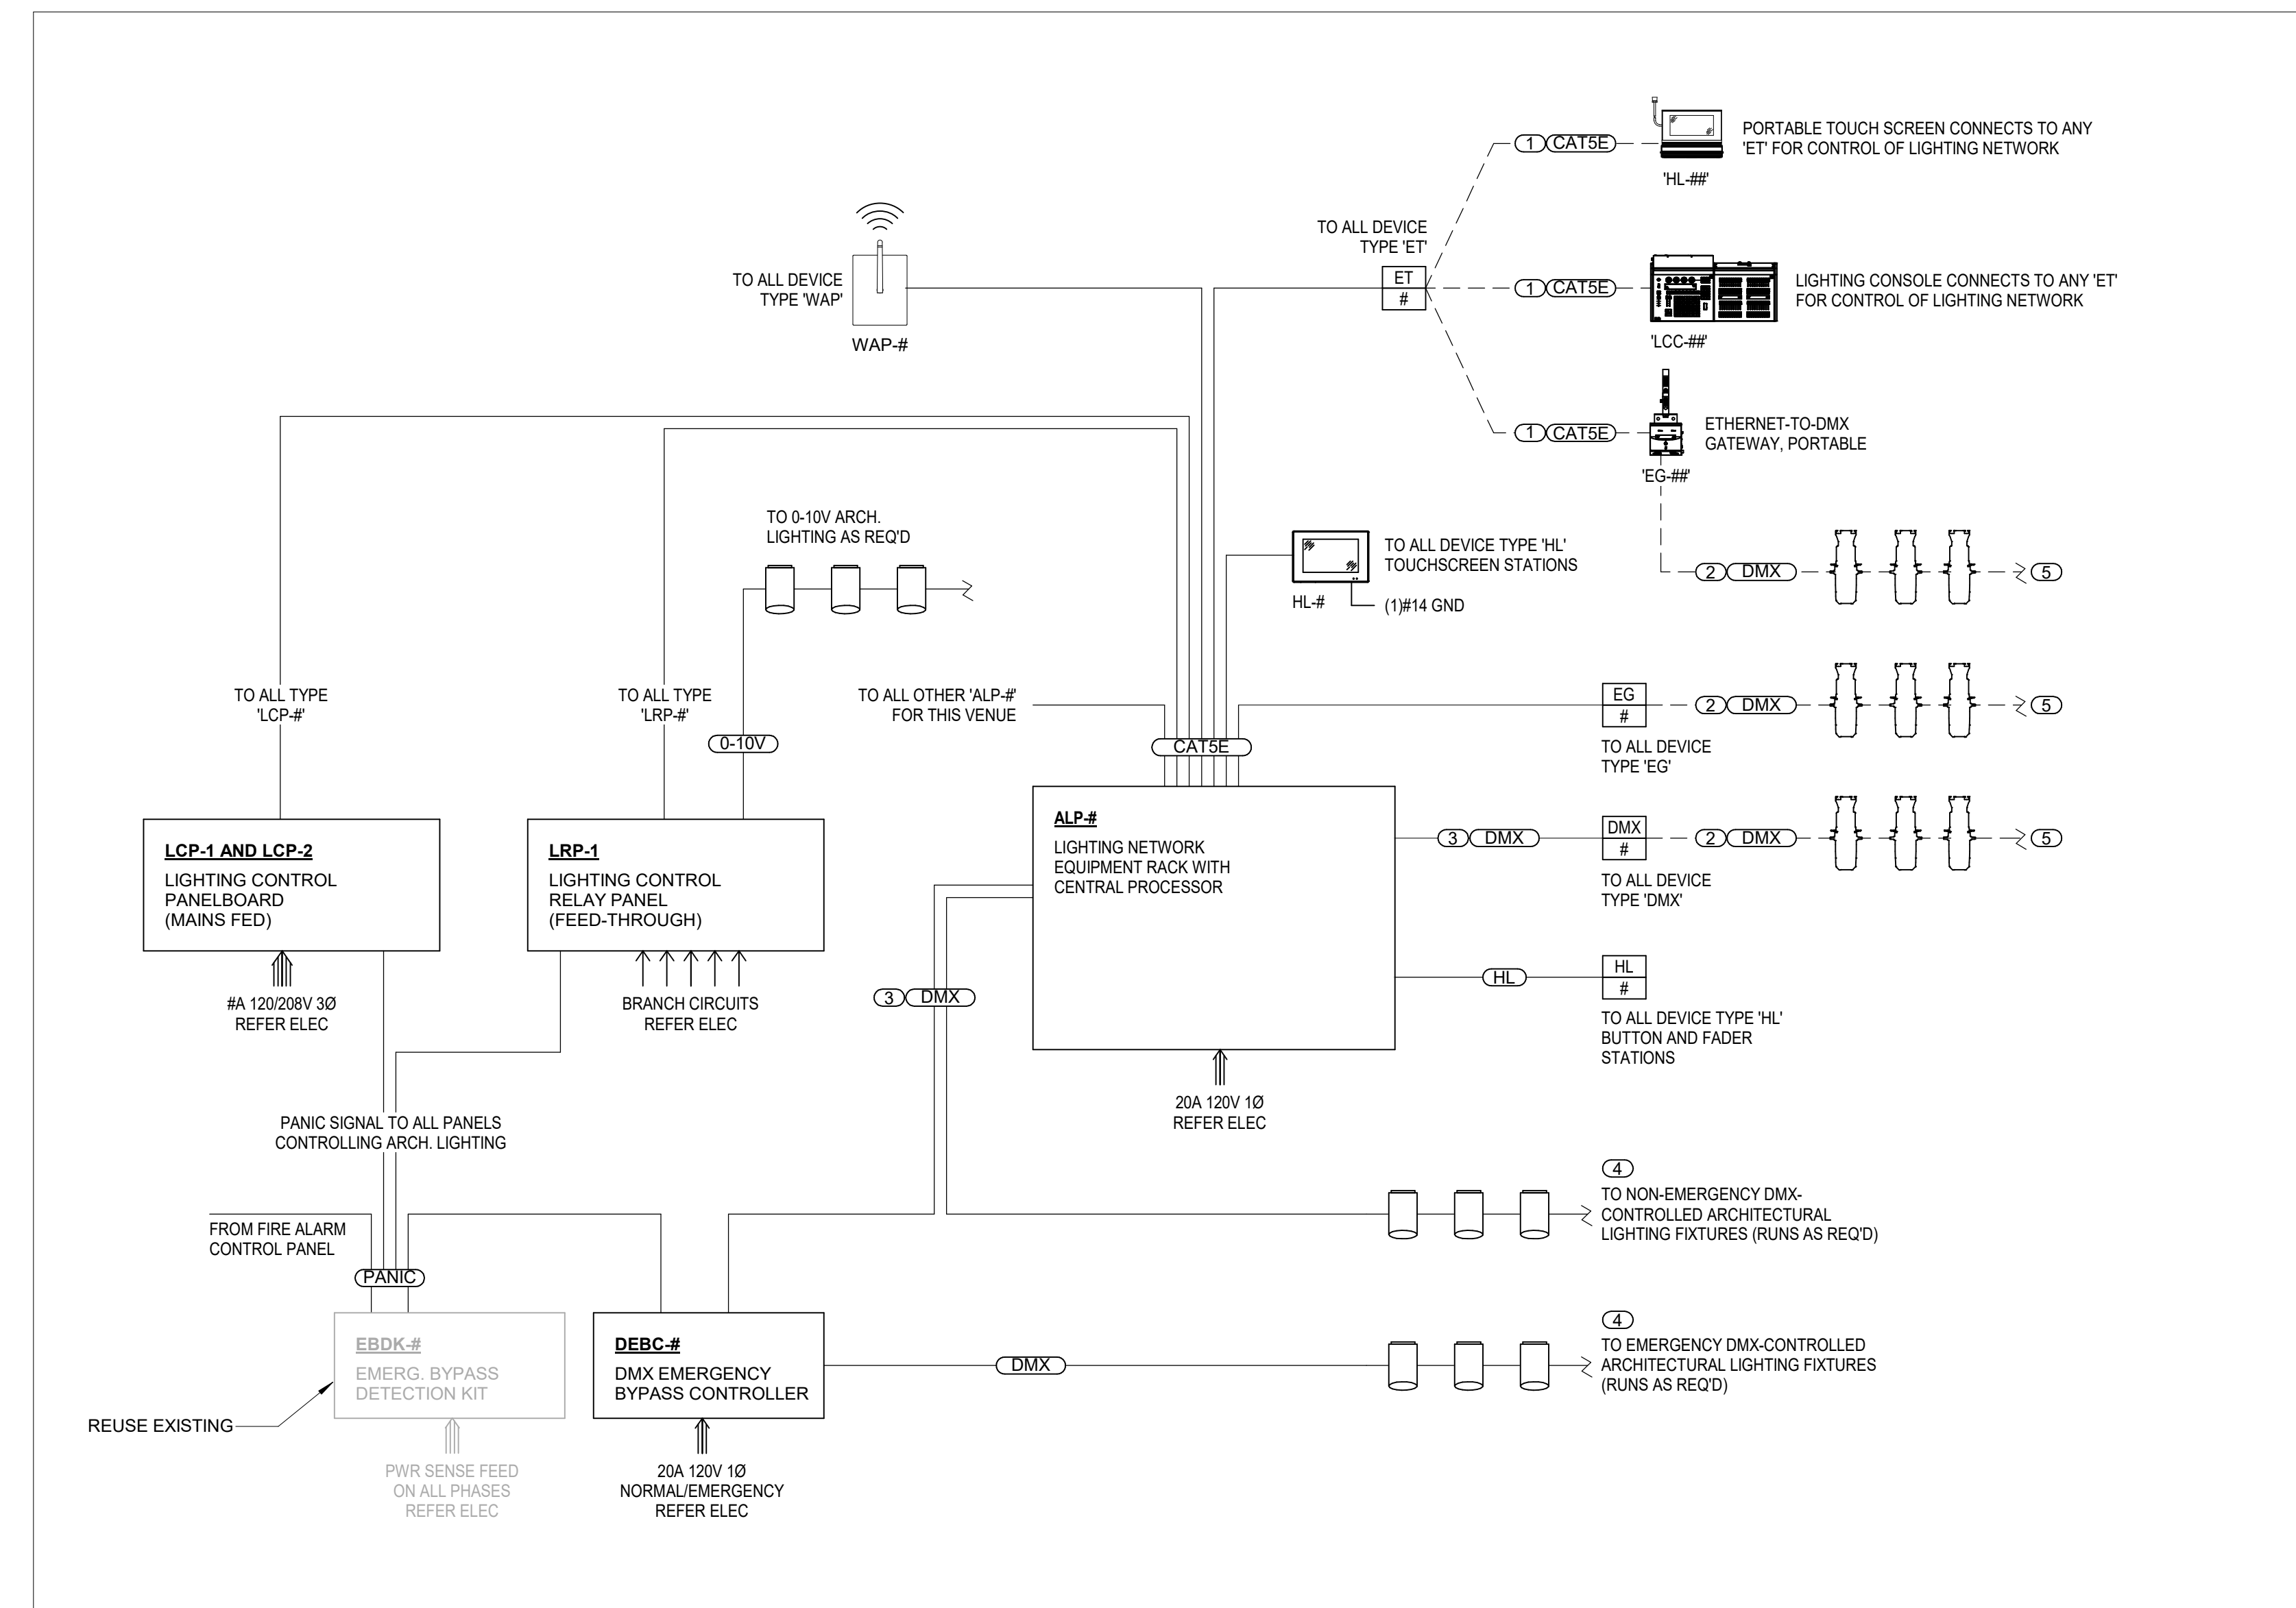 1 CAT5E
PORTABLE TOUCH SCREEN CONNECTS TO ANY
'ET' FOR CONTROL OF LIGHTING NETWORK
'HL-##'
TO ALL DEVICE
TYPE 'ET'
ET
#
1 CAT5E
LIGHTING CONSOLE CONNECTS TO ANY 'ET'
FOR CONTROL OF LIGHTING NETWORK
'LCC-##'
TO ALL DEVICE
TYPE 'WAP'
WAP-#
1 CAT5E
ETHERNET-TO-DMX
GATEWAY, PORTABLE
'EG-##'
TO 0-10V ARCH.
LIGHTING AS REQ'D
TO ALL DEVICE TYPE 'HL'
TOUCHSCREEN STATIONS
HL-#
(1)#14 GND
2 DMX
5
TO ALL TYPE
'LCP-#'
TO ALL TYPE
'LRP-#'
0-10V
TO ALL OTHER 'ALP-#'
FOR THIS VENUE
CAT5E
EG
#
2 DMX
5
TO ALL DEVICE
TYPE 'EG'
LCP-1 AND LCP-2
LIGHTING CONTROL
PANELBOARD
(MAINS FED)
#A 120/208V 3Ø
REFER ELEC
LRP-1
LIGHTING CONTROL
RELAY PANEL
(FEED-THROUGH)
BRANCH CIRCUITS
REFER ELEC
ALP-#
LIGHTING NETWORK
EQUIPMENT RACK WITH
CENTRAL PROCESSOR
20A 120V 1Ø
REFER ELEC
3 DMX
DMX
#
2 DMX
5
TO ALL DEVICE
TYPE 'DMX'
3 DMX
HL
HL
#
TO ALL DEVICE TYPE 'HL'
BUTTON AND FADER
STATIONS
PANIC SIGNAL TO ALL PANELS
CONTROLLING ARCH. LIGHTING
FROM FIRE ALARM
CONTROL PANEL
PANIC
4
TO NON-EMERGENCY DMX-
CONTROLLED ARCHITECTURAL
LIGHTING FIXTURES (RUNS AS REQ'D)
EBDK-#
EMERG. BYPASS
DETECTION KIT
REUSE EXISTING
PWR SENSE FEED
ON ALL PHASES
REFER ELEC
DEBC-#
DMX EMERGENCY
BYPASS CONTROLLER
20A 120V 1Ø
NORMAL/EMERGENCY
REFER ELEC
DMX
4
TO EMERGENCY DMX-CONTROLLED
ARCHITECTURAL LIGHTING FIXTURES
(RUNS AS REQ'D)